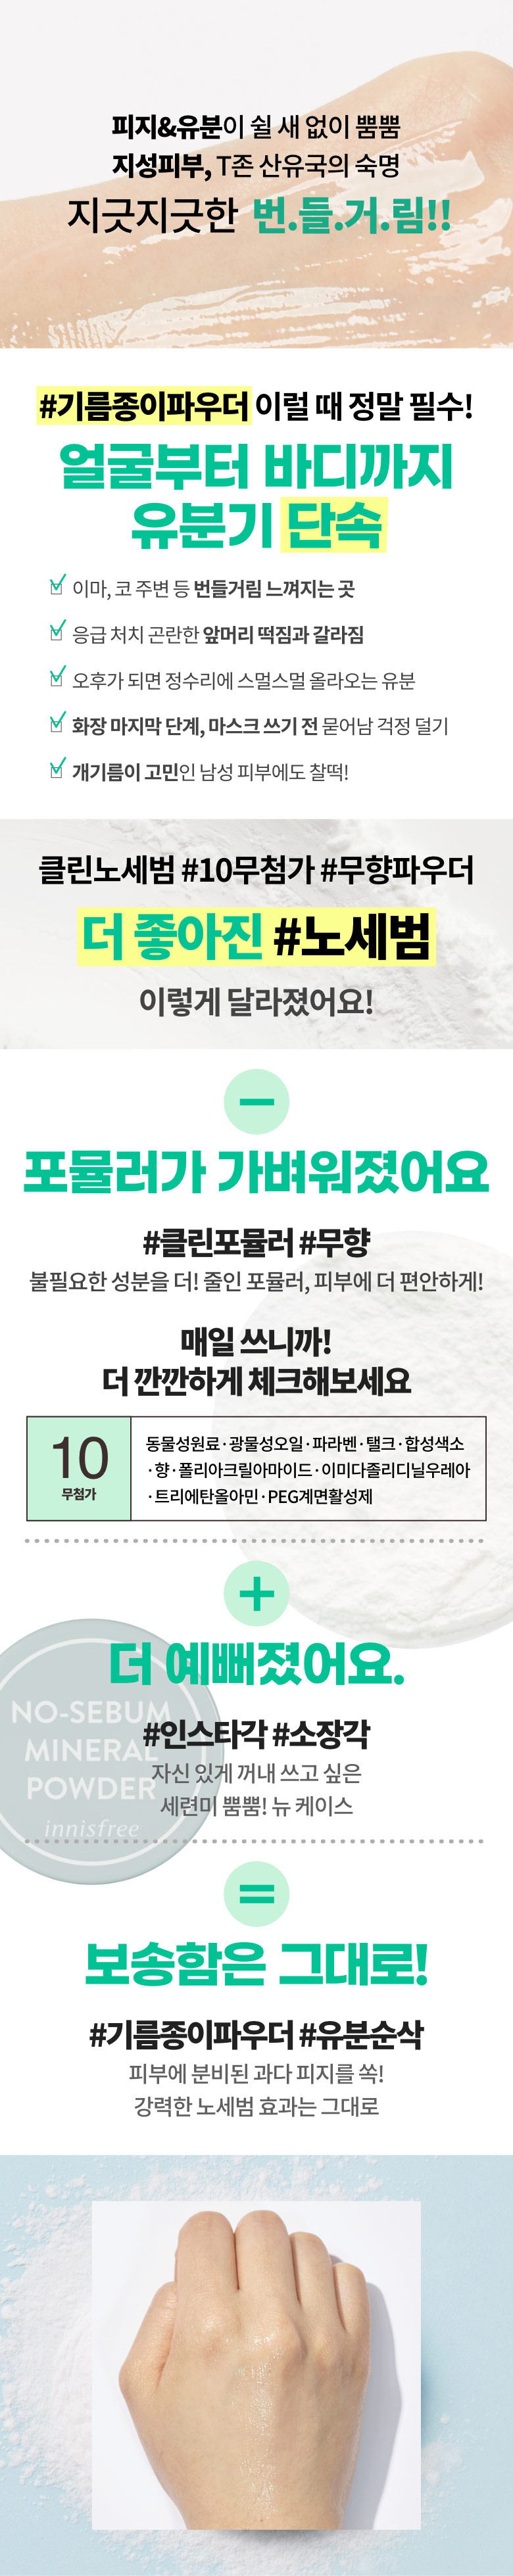 피지&유분이 쉴 새 없이 뿜뿜
지성피부, T존 산유국의 숙명
지긋지긋한 번.들.거.림!!
#기름종이파우더 이럴 때 정말 필수!
얼굴부터 바디까지
유분기 단속
이마, 코 주변 등 번들거림 느껴지는 곳
응급 처치 곤란한 앞머리 떡짐과 갈라짐
오후가 되면 정수리에 스멀스멀 올라오는 유분
화장 마지막 단계, 마스크 쓰기 전 묻어남 걱정 덜기
개기름이 고민인 남성 피부에도 찰떡!
클린노세범 #10무첨가 #무향파우더
더 좋아진 #노세범
이렇게 달라졌어요!
−
포뮬러가 가벼워졌어요
#클린포뮬러 #무향
불필요한 성분을 더! 줄인 포뮬러, 피부에 더 편안하게!
매일 쓰니까!
더 깐깐하게 체크해보세요
10
무첨가
동물성원료·광물성오일·파라벤·탤크·합성색소
·향·폴리아크릴아마이드·이미다졸리디닐우레아
·트리에탄올아민·PEG계면활성제
+
더 예뻐졌어요.
NO-SEBUM
MINERAL
POWDER
innisfree
#인스타각 #소장각
자신 있게 꺼내 쓰고 싶은
세련미 뿜뿜! 뉴 케이스
=
보송함은 그대로!
#기름종이파우더 #유분순삭
피부에 분비된 과다 피지를 쏙!
강력한 노세범 효과는 그대로